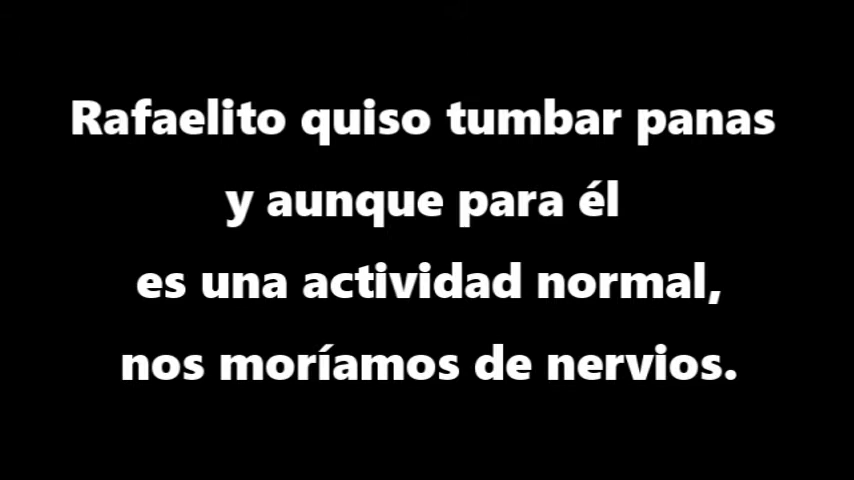 Rafaelito quiso tumbar panas
y aunque para él
es una actividad normal,
nos moríamos de nervios.